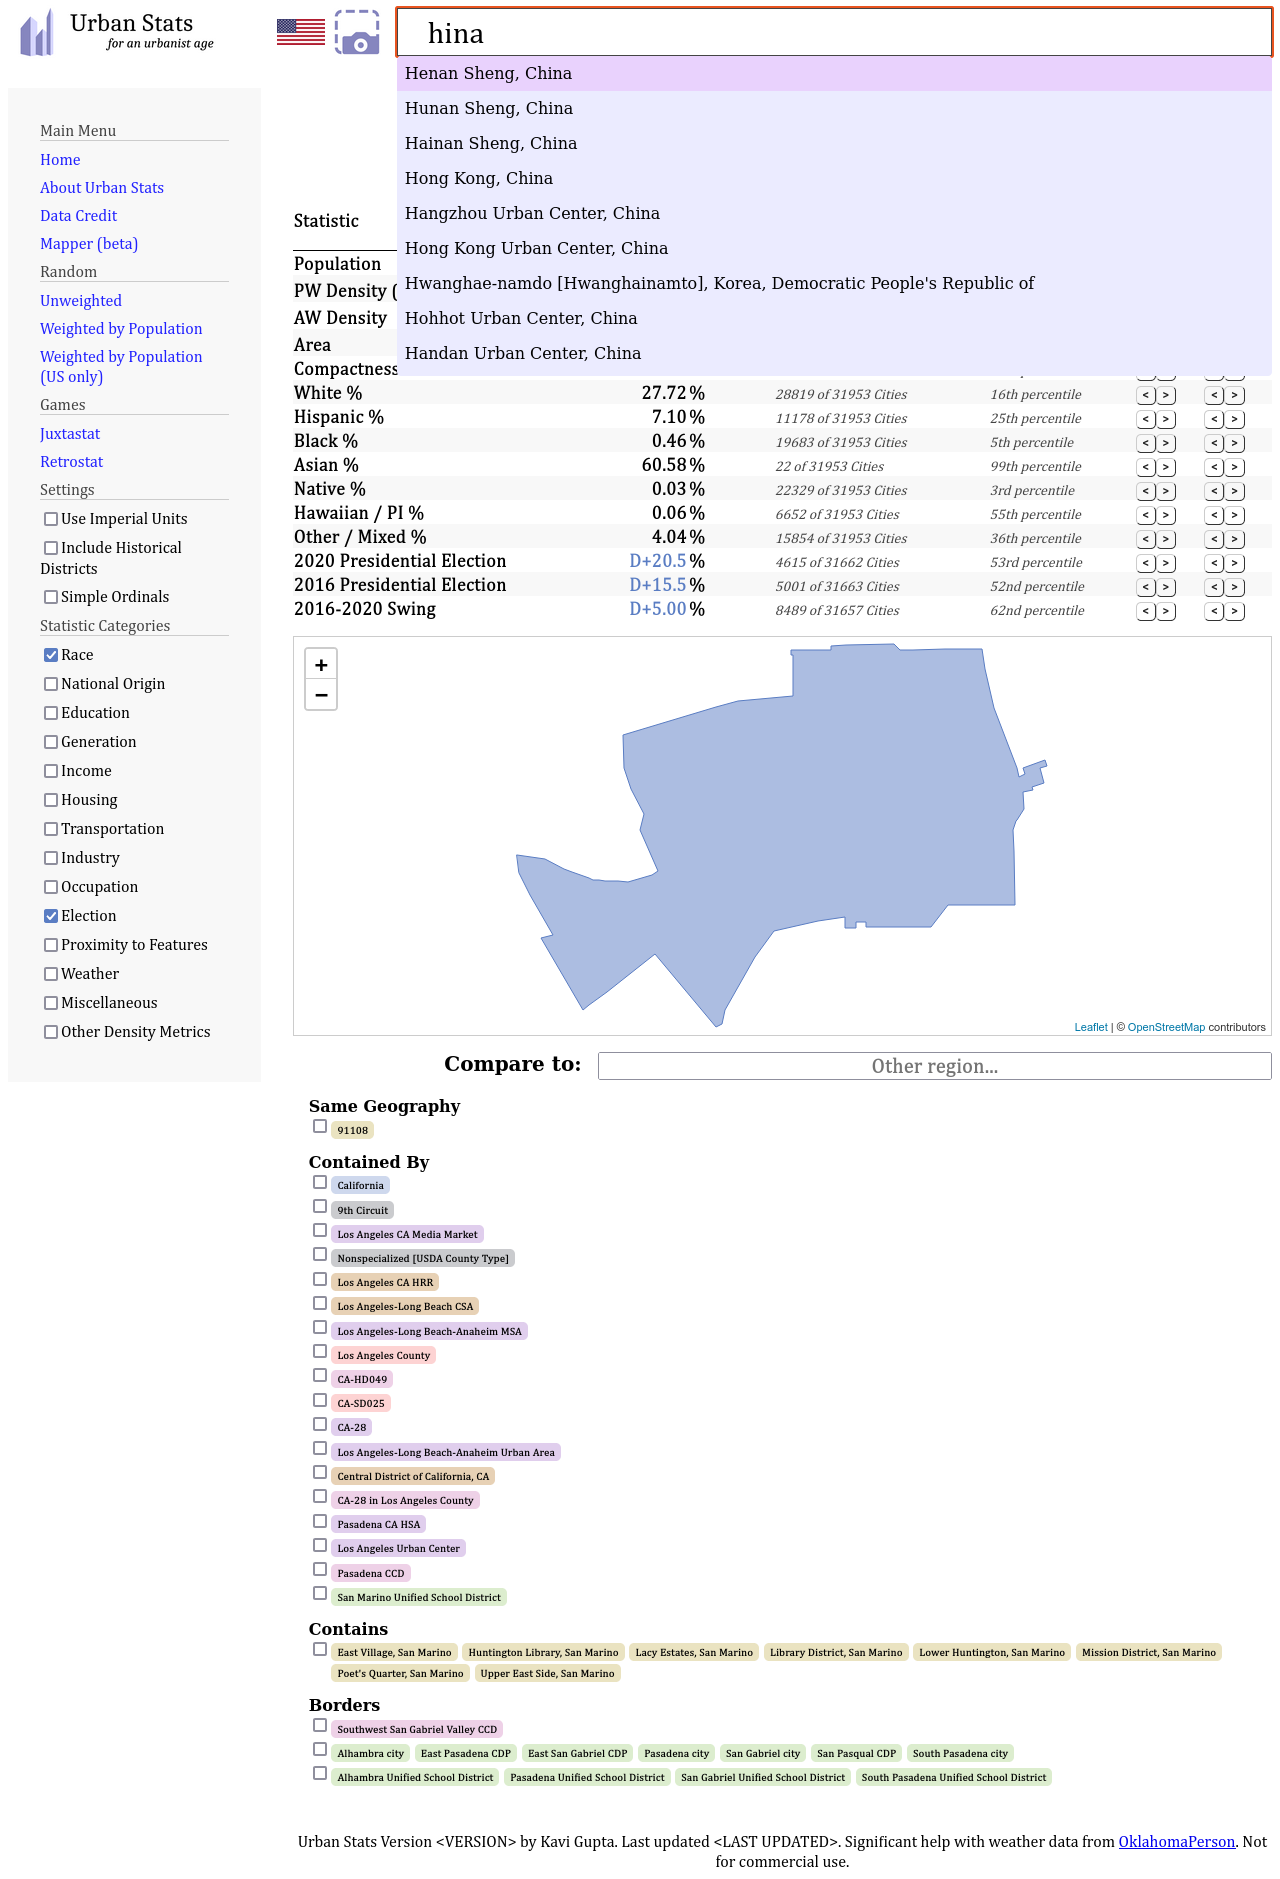 Urban Stats
for an urbanist age
hina
Henan Sheng, China
Hunan Sheng, China
Hainan Sheng, China
Hong Kong, China
Hangzhou Urban Center, China
Hong Kong Urban Center, China
Hwanghae-namdo [Hwanghainamto], Korea, Democratic People's Republic of
Hohhot Urban Center, China
Handan Urban Center, China
Main Menu
Home
About Urban Stats
Data Credit
Mapper (beta)
Random
Unweighted
Weighted by Population
Weighted by Population
(US only)
Games
Juxtastat
Retrostat
Settings
Use Imperial Units
Include Historical
Districts
Simple Ordinals
Statistic Categories
Race
National Origin
Education
Generation
Income
Housing
Transportation
Industry
Occupation
Election
Proximity to Features
Weather
Miscellaneous
Other Density Metrics
Statistic
Population
PW Density (
AW Density
Area
Compactness
White % 27.72% 28819 of 31953 Cities 16th percentile < > < >
Hispanic % 7.10% 11178 of 31953 Cities 25th percentile < > < >
Black % 0.46% 19683 of 31953 Cities 5th percentile < > < >
Asian % 60.58% 22 of 31953 Cities 99th percentile < > < >
Native % 0.03% 22329 of 31953 Cities 3rd percentile < > < >
Hawaiian / PI % 0.06% 6652 of 31953 Cities 55th percentile < > < >
Other / Mixed % 4.04% 15854 of 31953 Cities 36th percentile < > < >
2020 Presidential Election D+20.5% 4615 of 31662 Cities 53rd percentile < > < >
2016 Presidential Election D+15.5% 5001 of 31663 Cities 52nd percentile < > < >
2016-2020 Swing D+5.00% 8489 of 31657 Cities 62nd percentile < > < >
+
−
Leaflet | © OpenStreetMap contributors
Compare to: Other region...
Same Geography
91108
Contained By
California
9th Circuit
Los Angeles CA Media Market
Nonspecialized [USDA County Type]
Los Angeles CA HRR
Los Angeles-Long Beach CSA
Los Angeles-Long Beach-Anaheim MSA
Los Angeles County
CA-HD049
CA-SD025
CA-28
Los Angeles-Long Beach-Anaheim Urban Area
Central District of California, CA
CA-28 in Los Angeles County
Pasadena CA HSA
Los Angeles Urban Center
Pasadena CCD
San Marino Unified School District
Contains
East Village, San Marino Huntington Library, San Marino Lacy Estates, San Marino Library District, San Marino Lower Huntington, San Marino Mission District, San Marino
Poet's Quarter, San Marino Upper East Side, San Marino
Borders
Southwest San Gabriel Valley CCD
Alhambra city East Pasadena CDP East San Gabriel CDP Pasadena city San Gabriel city San Pasqual CDP South Pasadena city
Alhambra Unified School District Pasadena Unified School District San Gabriel Unified School District South Pasadena Unified School District
Urban Stats Version <VERSION> by Kavi Gupta. Last updated <LAST UPDATED>. Significant help with weather data from OklahomaPerson. Not
for commercial use.